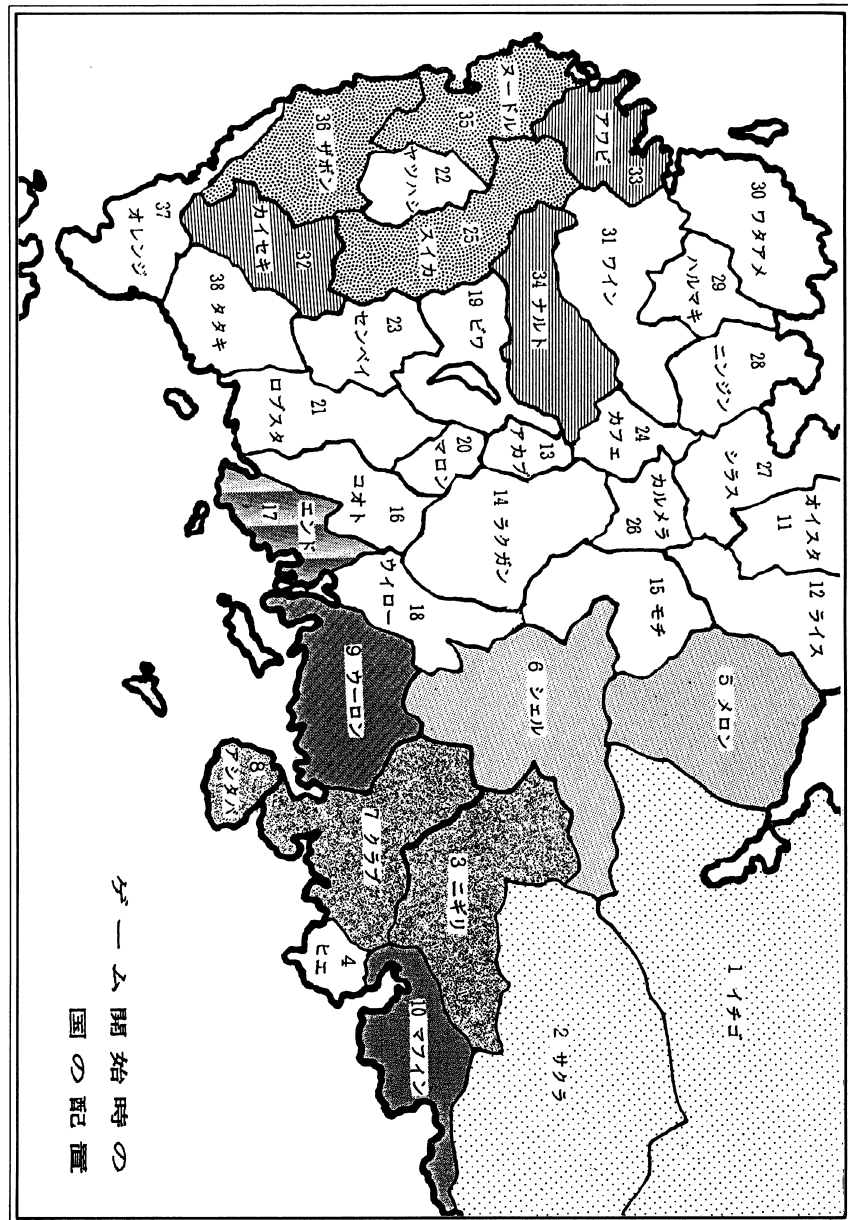 ゲーム開始時の
国の配置
1 イチゴ
2 サクラ
3 ニギリ
4 ヒエ
5 メロン
6 シェル
7 クラブ
8 アシタバ
9 ウーロン
10 マフィン
11 オイスタ
12 ライス
13 アカブ
14 ラクガン
15 モチ
16 コオト
17 エンド
18 ウイロー
19 ビワ
20 マロン
21 ロブスタ
22 ヤツハシ
23 センベイ
24 カフェ
25 スイカ
26 カルメラ
27 シラス
28 ニンジン
29 ハルマキ
30 ワタアメ
31 ワイン
32 カイセキ
33 アワビ
34 ナルト
35 ヌードル
36 ザボン
37 オレンジ
38 タタキ